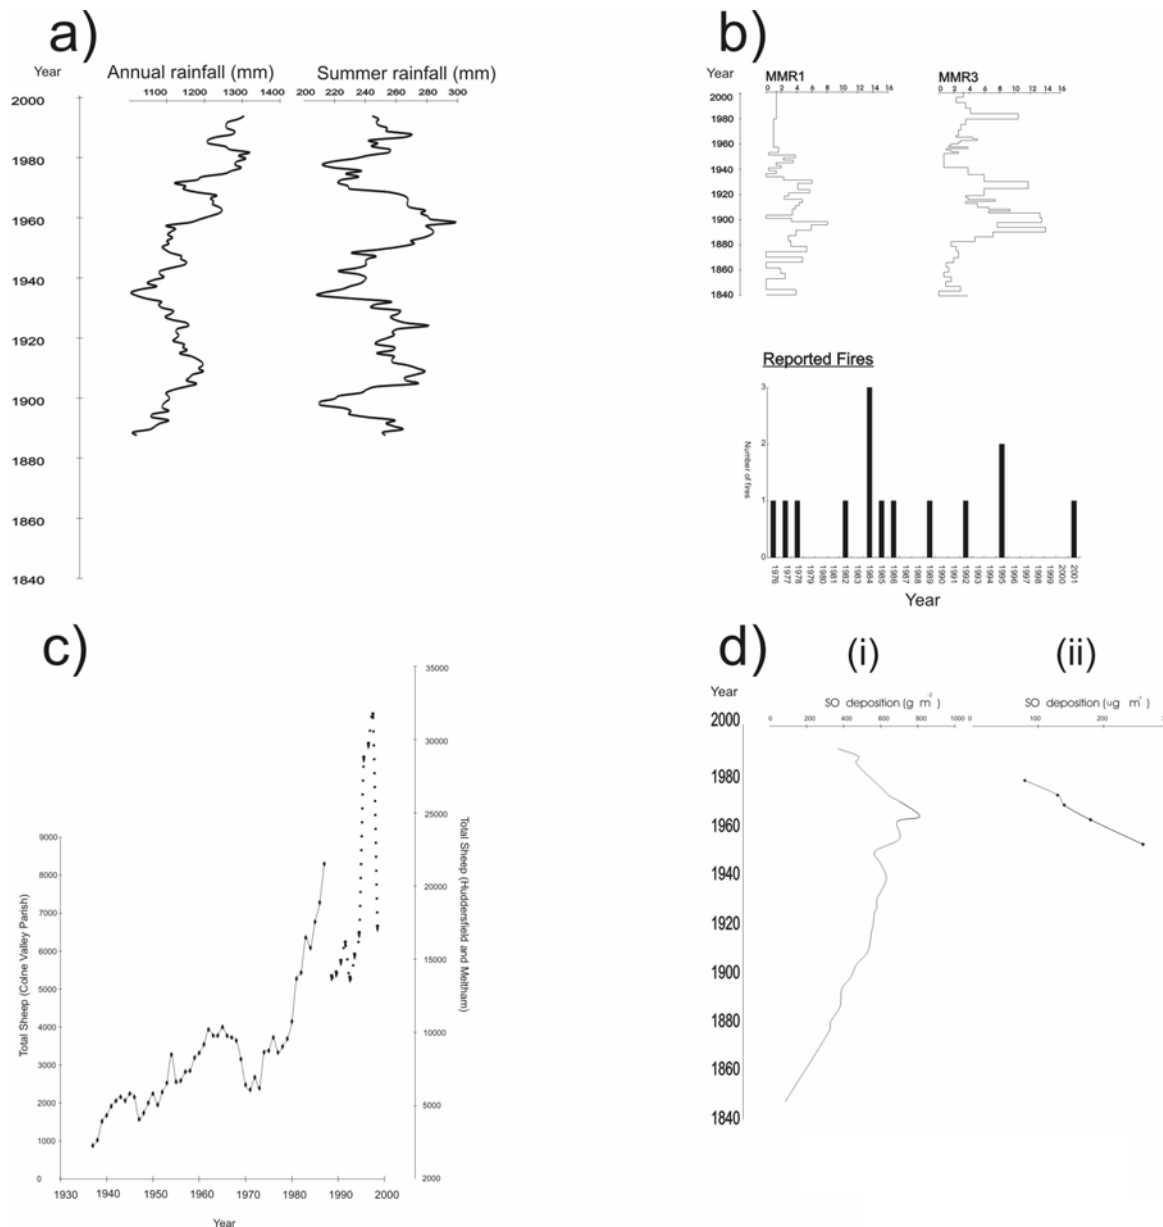 a)
Year
Annual rainfall (mm)
Summer rainfall (mm)
1100 1200 1300 1400
200 220 240 260 280 300
2000
1980
1960
1940
1920
1900
1880
1860
1840
b)
Year
MMR1
MMR3
0 2 4 6 8 10 12 14 16
0 2 4 6 8 10 12 14 16
2000
1980
1960
1940
1920
1900
1880
1860
1840
Reported Fires
Number of fires
3
2
1
0
1976 1977 1978 1979 1980 1981 1982 1983 1984 1985 1986 1987 1988 1989 1990 1991 1992 1993 1994 1995 1996 1997 1998 1999 2000 2001
Year
c)
Total Sheep (Colne Valley Parish)
9000
8000
7000
6000
5000
4000
3000
2000
1000
0
Total Sheep (Huddersfield and Meltham)
35000
30000
25000
20000
15000
10000
5000
2000
1930 1940 1950 1960 1970 1980 1990 2000
Year
d)
(i)
(ii)
Year
SO deposition (g m⁻²)
SO deposition (ug m
0 200 400 600 800 1000
0 100 200
2000
1980
1960
1940
1920
1900
1880
1860
1840